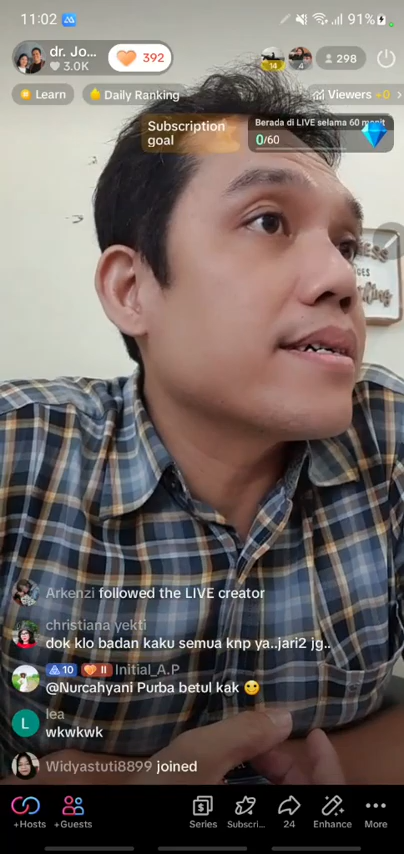 11:02
91%
dr. Jo...
3.0K
392
14
4
298
Learn
Daily Ranking
Viewers +0
Subscription goal
Berada di LIVE selama 60 menit
0/60
Arkenzi followed the LIVE creator
christiana yekti
dok klo badan kaku semua knp ya..jari2 jg..
10 II Initial_A.P
@Nurcahyani Purba betul kak
L
lea
wkwkwk
Widyastuti8899 joined
+Hosts
+Guests
Series
Subscri...
24
Enhance
More